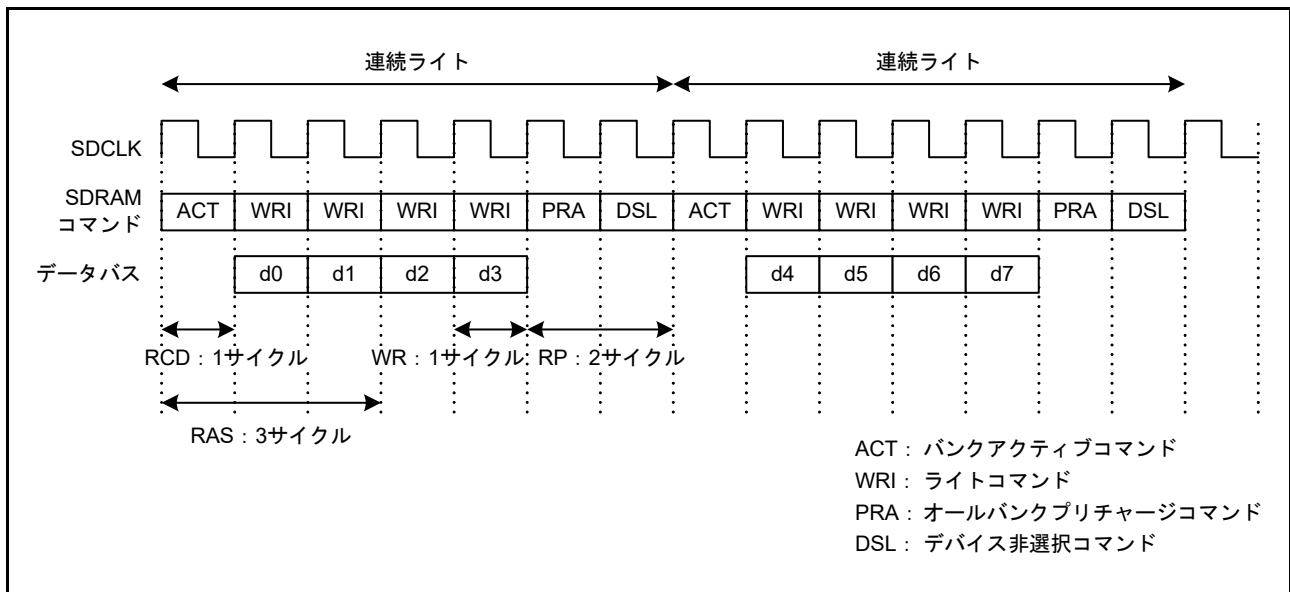 連続ライト 連続ライト
SDCLK
SDRAM
コマンド
ACT WRI WRI WRI WRI PRA DSL ACT WRI WRI WRI WRI PRA DSL
データバス d0 d1 d2 d3 d4 d5 d6 d7
RCD：1サイクル WR：1サイクル RP：2サイクル
RAS：3サイクル
ACT： バンクアクティブコマンド
WRI： ライトコマンド
PRA： オールバンクプリチャージコマンド
DSL： デバイス非選択コマンド